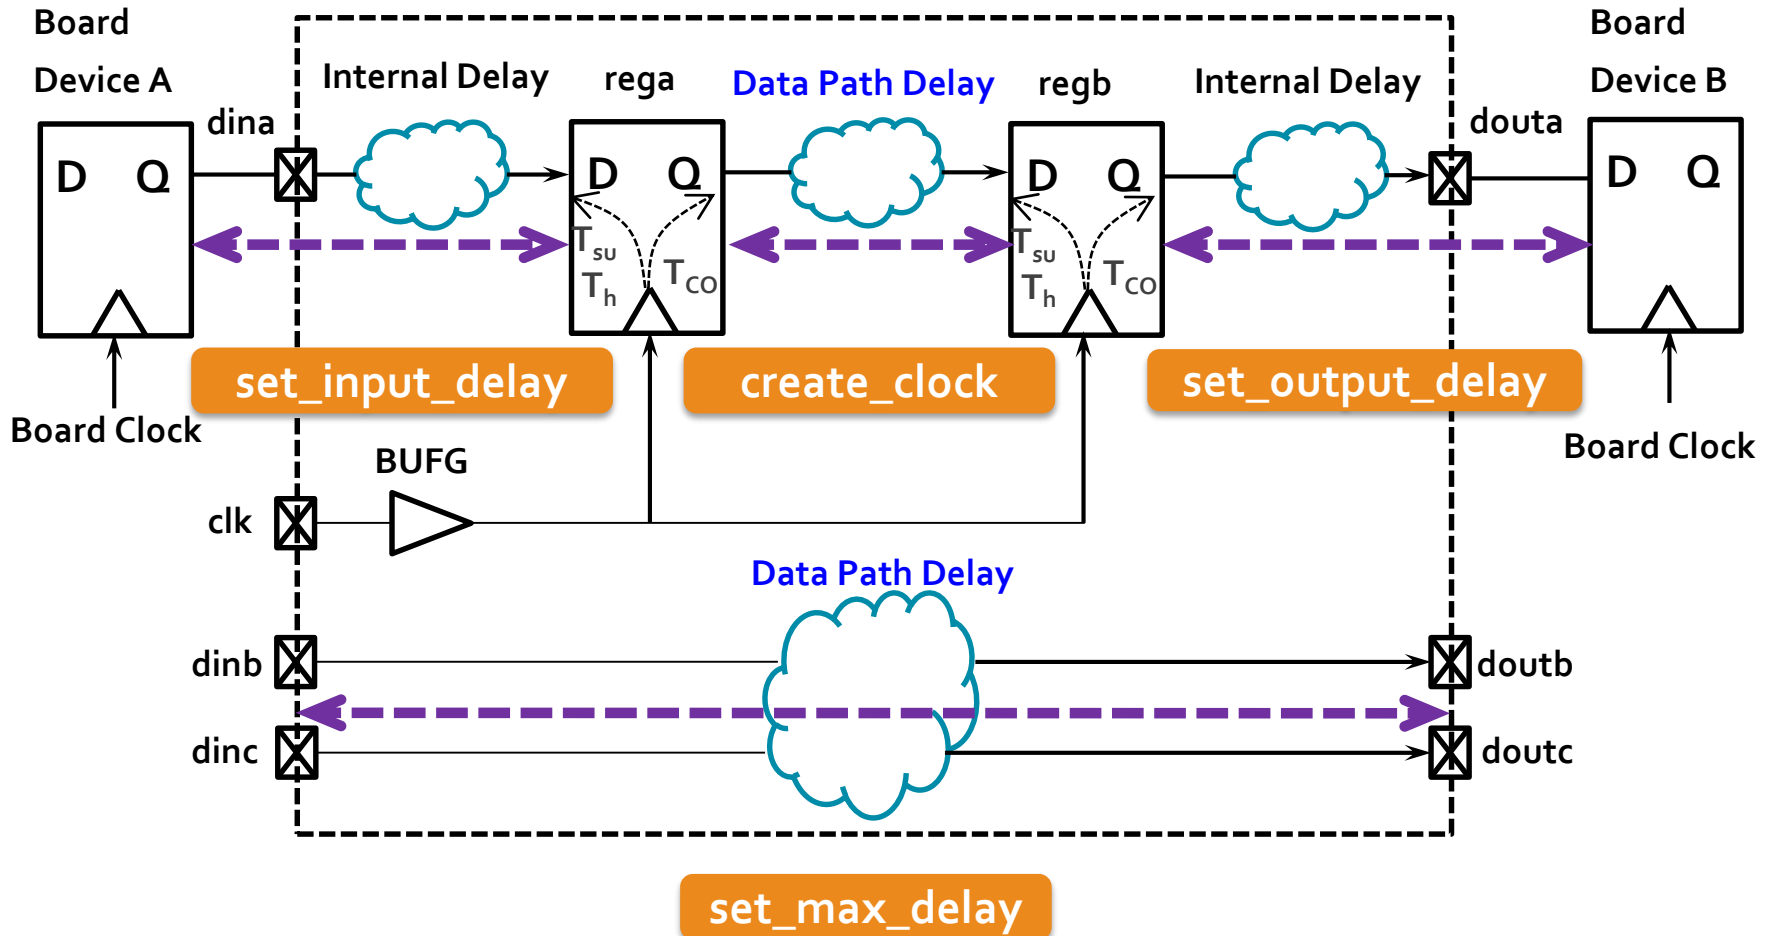 Board
Device A
Internal Delay
rega
Data Path Delay
regb
Internal Delay
Board
Device B
dina
douta
D Q
D Q
D Q
D Q
Tsu
Th
TCO
Tsu
Th
TCO
set_input_delay
create_clock
set_output_delay
Board Clock
Board Clock
BUFG
clk
Data Path Delay
dinb
doutb
dinc
doutc
set_max_delay